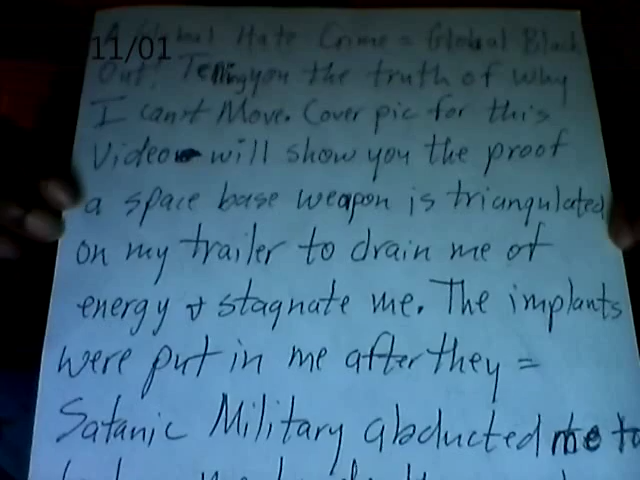 11/01
A Global Hate Crime = Global Black
Out! Telling you the truth of why
I can't Move. Cover pic for this
Video will show you the proof
a space base weapon is triangulated
on my trailer to drain me of
energy & stagnate me. The implants
were put in me after they =
Satanic Military abducted me to